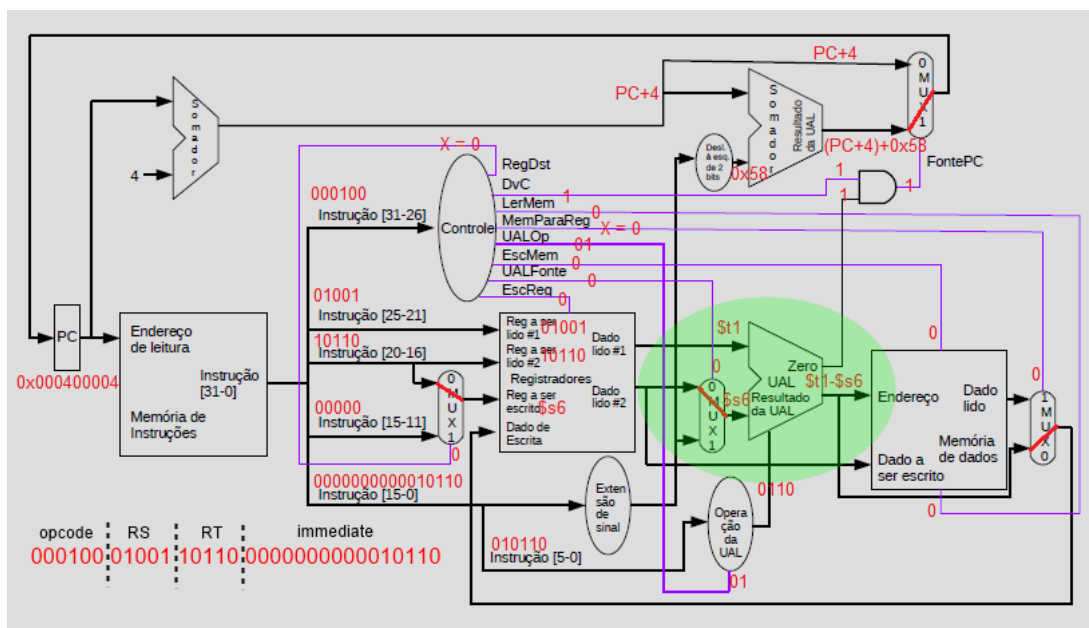 PC+4
0 M U X 1
PC+4
Somador
Somador
Resultado da UAL
4
Desl. à esq. de 2 bits
0x58
(PC+4)+0x58
FontePC
X = 0
RegDst
DvC
1
LerMem
1
0
MemParaReg
X = 0
UALOp
01
EscMem
0
UALFonte
0
EscReg
0
1
1
000100
Instrução [31-26]
Controle
01001
Instrução [25-21]
10110
Instrução [20-16]
00000
Instrução [15-11]
0000000000010110
Instrução [15-0]
010110
Instrução [5-0]
PC
0x000400004
Endereço de leitura
Instrução [31-0]
Memória de Instruções
0 M U X 1
0
Reg a ser lido #1
01001
Reg a ser lido #2
10110
Registradores
Reg a ser escrito
$s6
Dado de Escrita
Dado lido #1
Dado lido #2
$t1
0
0 M U X 1
$s6
Zero
UAL
Resultado da UAL
$t1-$s6
0110
Extensão de sinal
Operação da UAL
01
0
Endereço
Dado lido
Memória de dados
Dado a ser escrito
0
0
1 M U X 0
opcode RS RT immediate
000100 01001 10110 0000000000010110